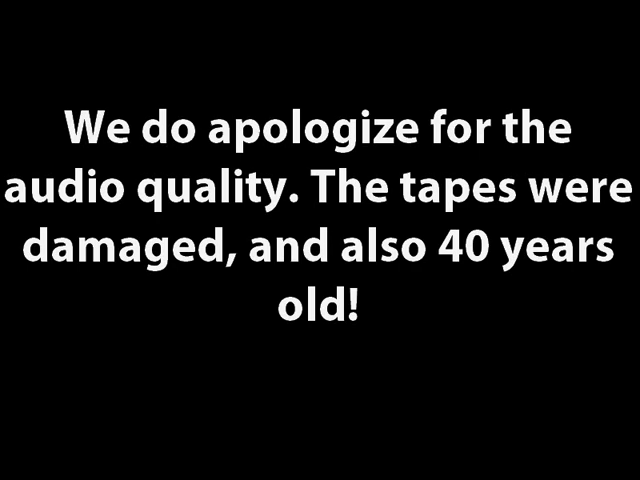 We do apologize for the
audio quality. The tapes were
damaged, and also 40 years
old!